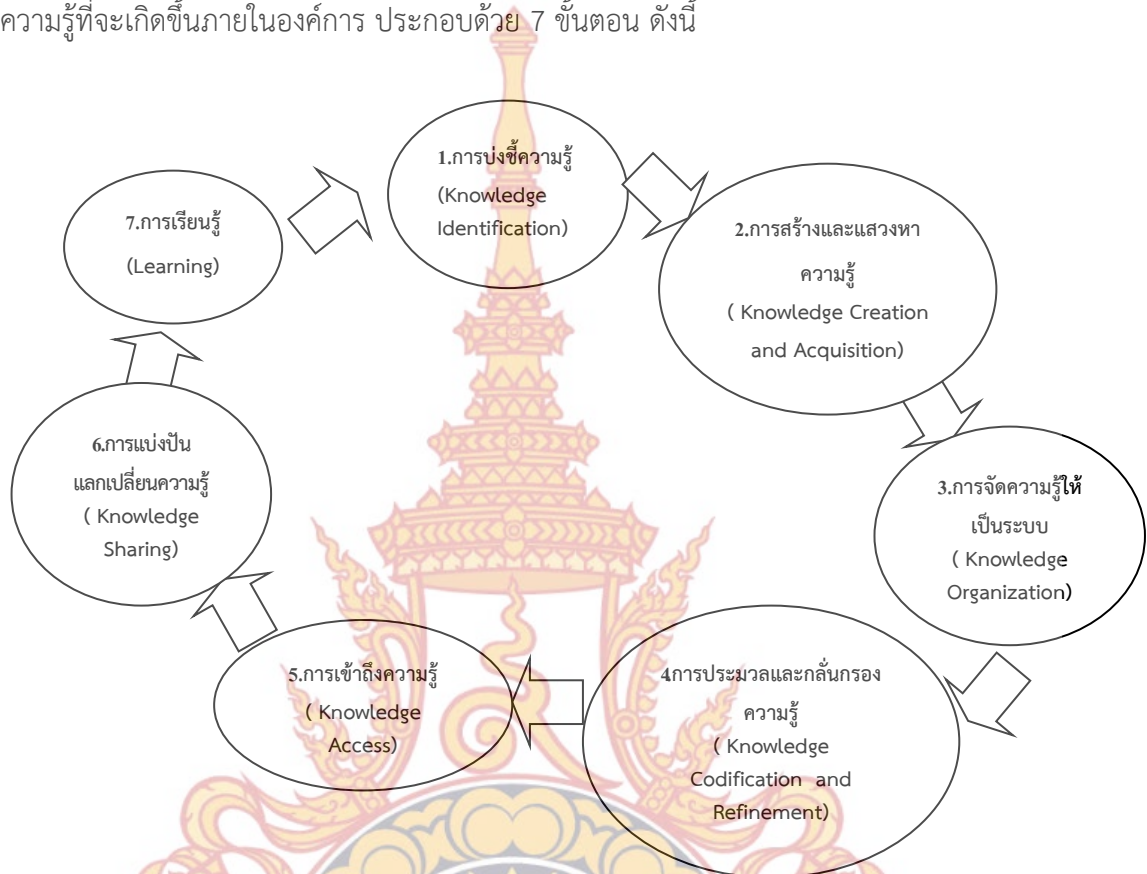 ความรู้ที่จะเกิดขึ้นภายในองค์การ ประกอบด้วย 7 ขั้นตอน ดังนี้
1.การบ่งชี้ความรู้
(Knowledge
Identification)
2.การสร้างและแสวงหา
ความรู้
( Knowledge Creation
and Acquisition)
3.การจัดความรู้ให้
เป็นระบบ
( Knowledge
Organization)
4การประมวลและกลั่นกรอง
ความรู้
( Knowledge
Codification and
Refinement)
5.การเข้าถึงความรู้
( Knowledge
Access)
6.การแบ่งปัน
แลกเปลี่ยนความรู้
( Knowledge
Sharing)
7.การเรียนรู้
(Learning)